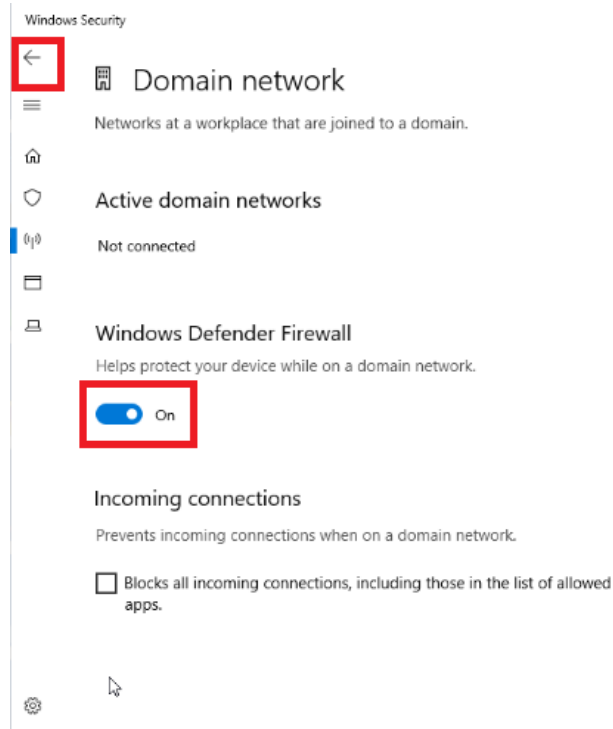 Windows Security
Domain network
Networks at a workplace that are joined to a domain.
Active domain networks
Not connected
Windows Defender Firewall
Helps protect your device while on a domain network.
On
Incoming connections
Prevents incoming connections when on a domain network.
Blocks all incoming connections, including those in the list of allowed
apps.